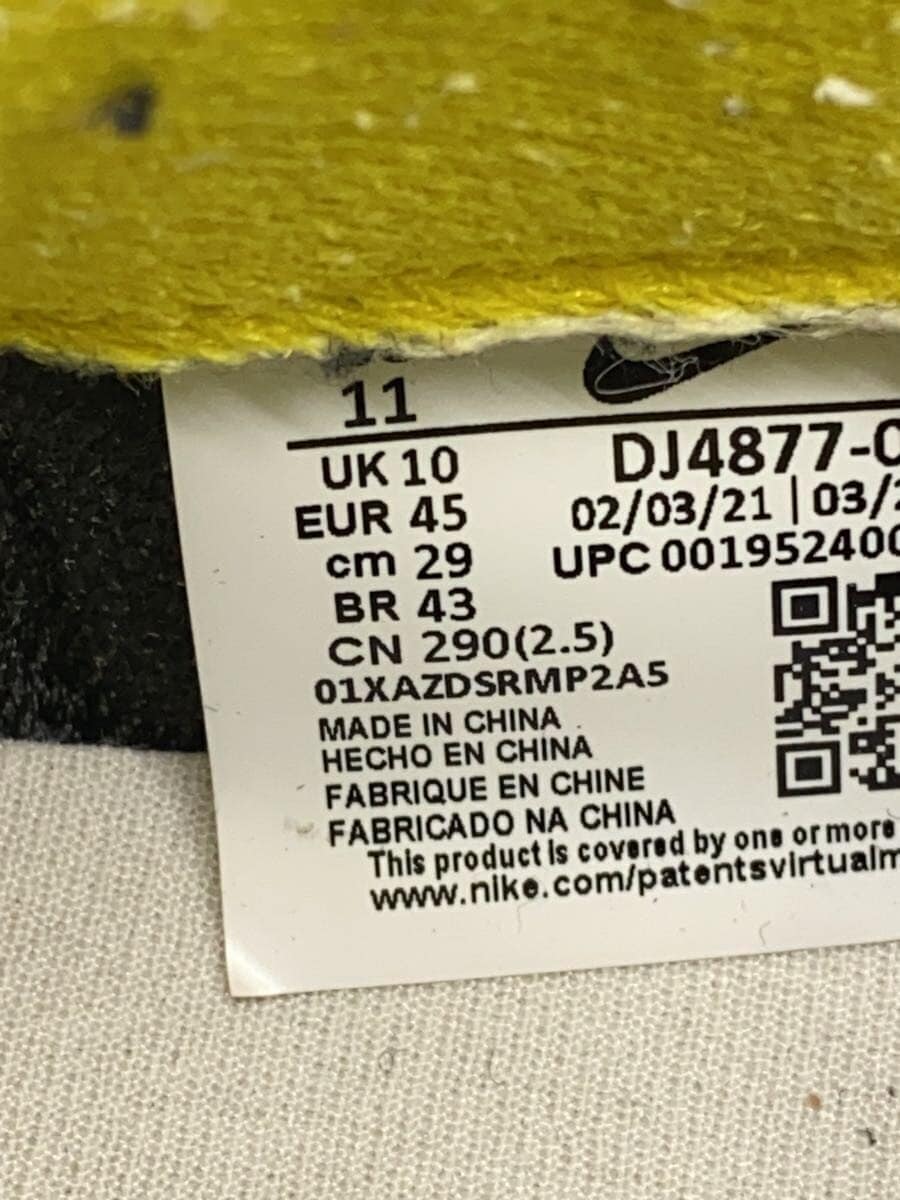 11
UK 10
EUR 45
cm 29
BR 43
CN 290(2.5)
01XAZDSRMP2A5
MADE IN CHINA
HECHO EN CHINA
FABRIQUE EN CHINE
FABRICADO NA CHINA
DJ4877-0
02/03/21 | 03/2
UPC 001952400
This product is covered by one or more
www.nike.com/patentsvirtualm